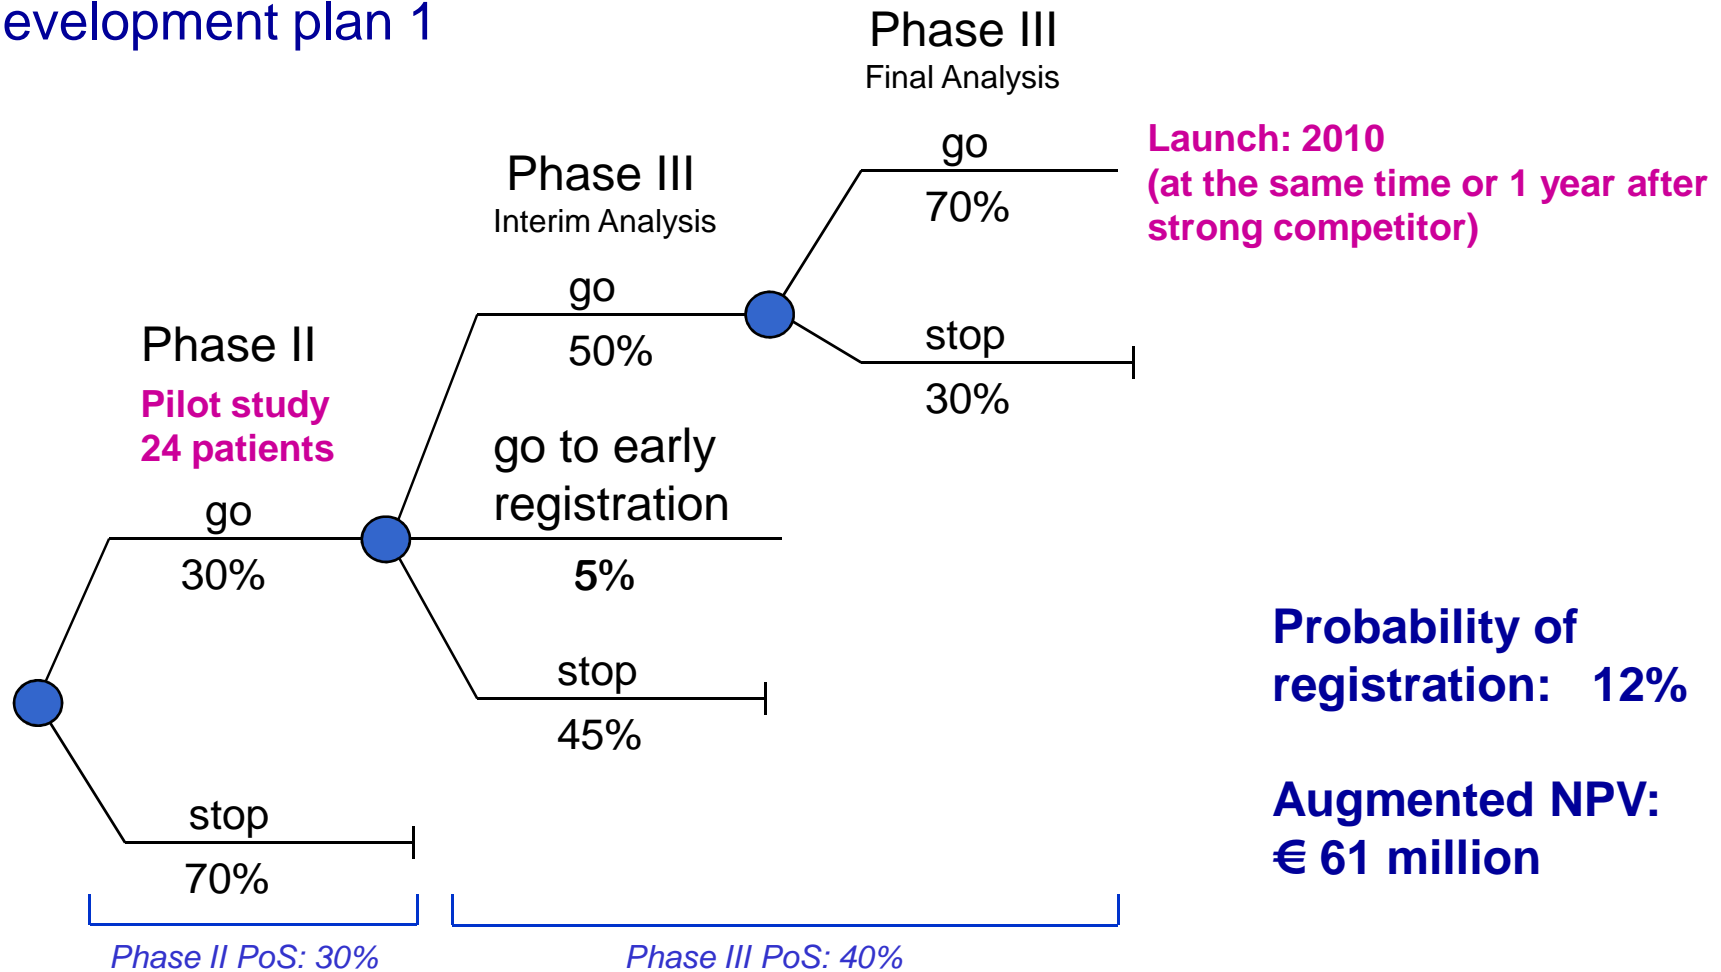 evelopment plan 1
Phase III
Final Analysis
go
70%
Launch: 2010
(at the same time or 1 year after
strong competitor)
Phase III
Interim Analysis
go
50%
stop
30%
Phase II
Pilot study
24 patients
go
30%
go to early
registration
5%
stop
45%
stop
70%
Probability of
registration: 12%
Augmented NPV:
€ 61 million
Phase II PoS: 30%
Phase III PoS: 40%